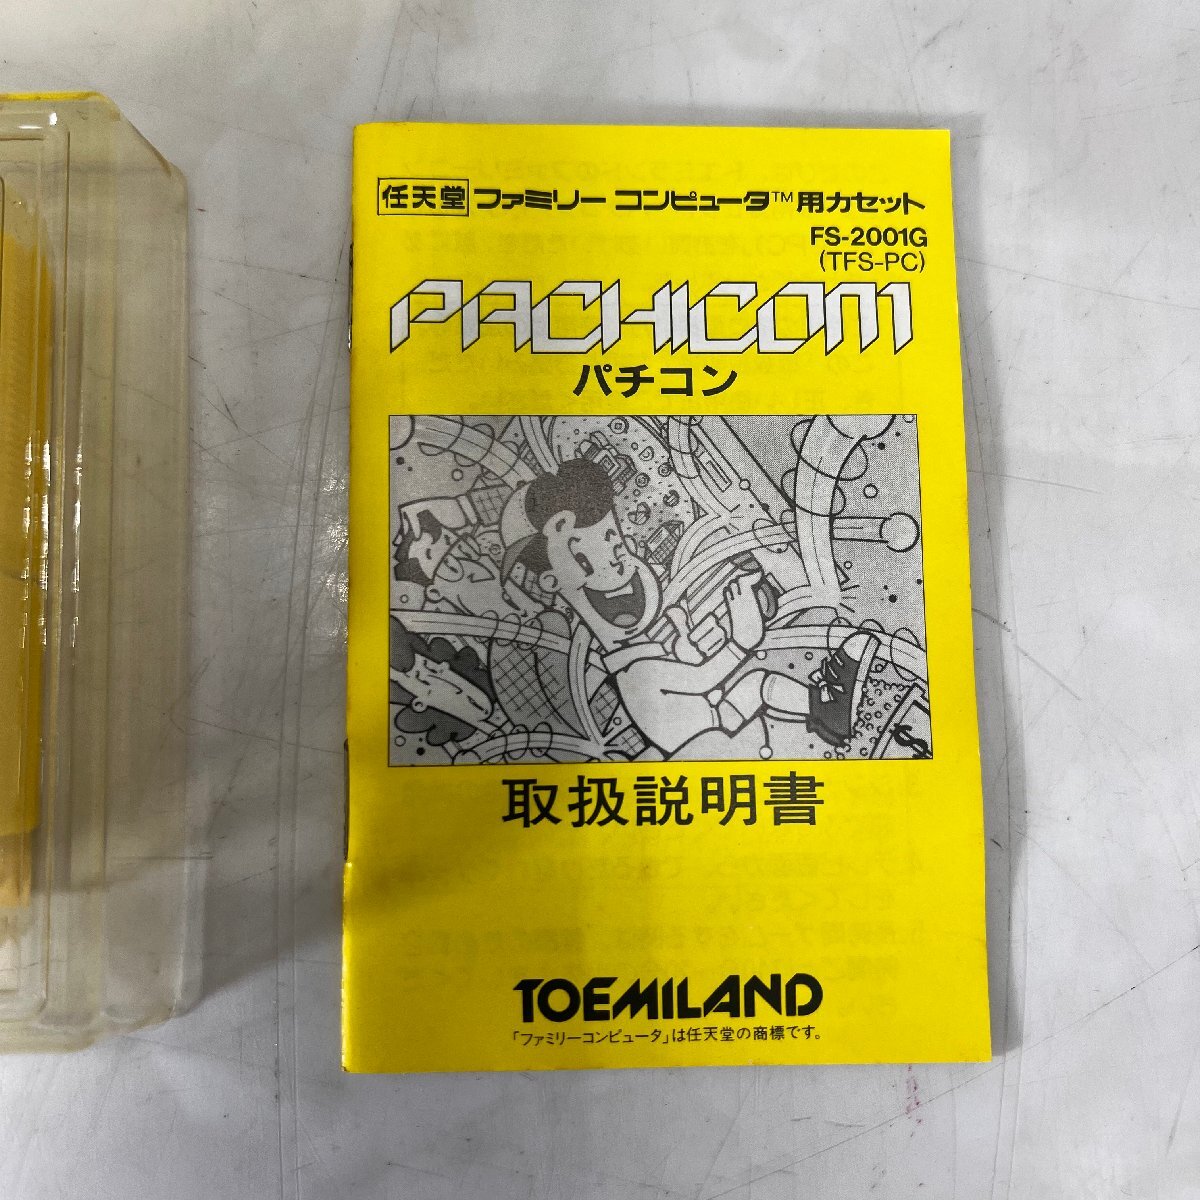 任天堂 ファミリー コンピュータ™用カセット
FS-2001G
(TFS-PC)
PACHICOM
パチコン
$
取扱説明書
TOEMILAND
「ファミリーコンピュータ」は任天堂の商標です。